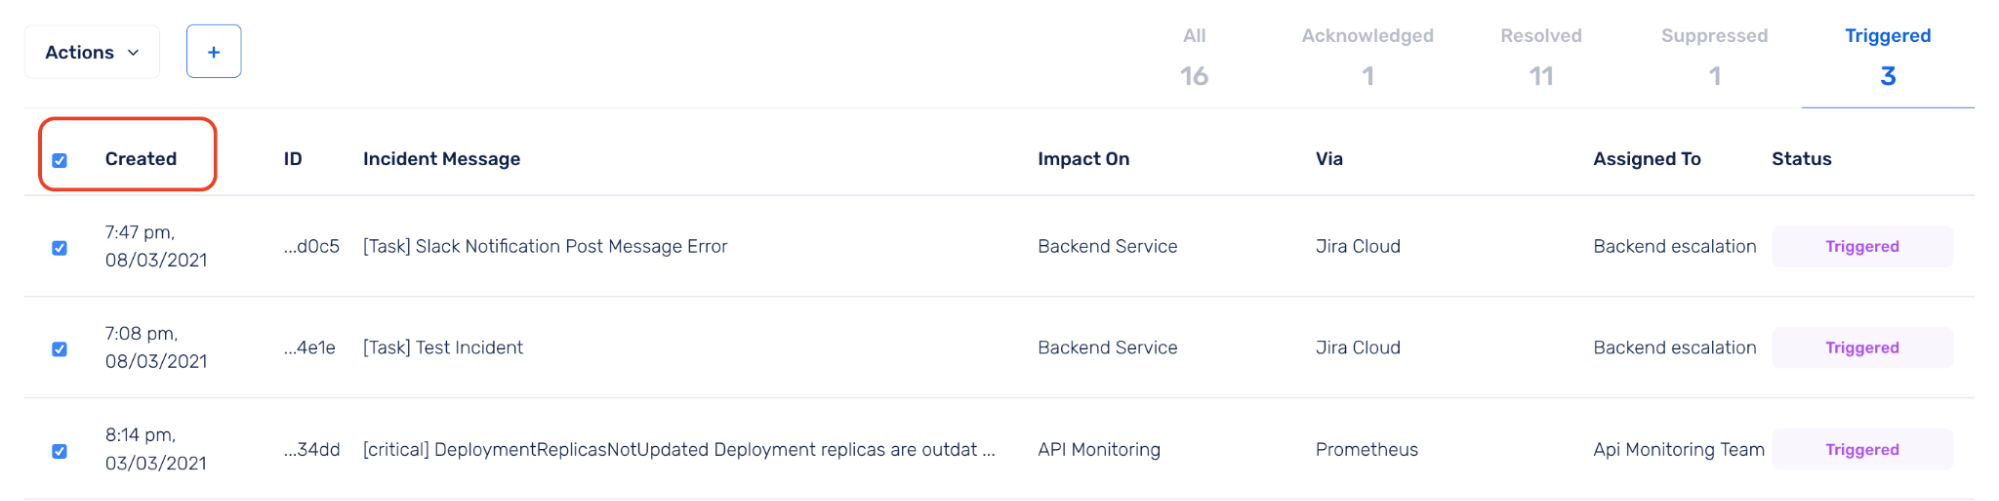 Actions
+
All Acknowledged Resolved Suppressed Triggered
16 1 11 1 3
Created ID Incident Message Impact On Via Assigned To Status
7:47 pm,
08/03/2021 ...d0c5 [Task] Slack Notification Post Message Error Backend Service Jira Cloud Backend escalation Triggered
7:08 pm,
08/03/2021 ...4e1e [Task] Test Incident Backend Service Jira Cloud Backend escalation Triggered
8:14 pm,
03/03/2021 ...34dd [critical] DeploymentReplicasNotUpdated Deployment replicas are outdat ... API Monitoring Prometheus Api Monitoring Team Triggered